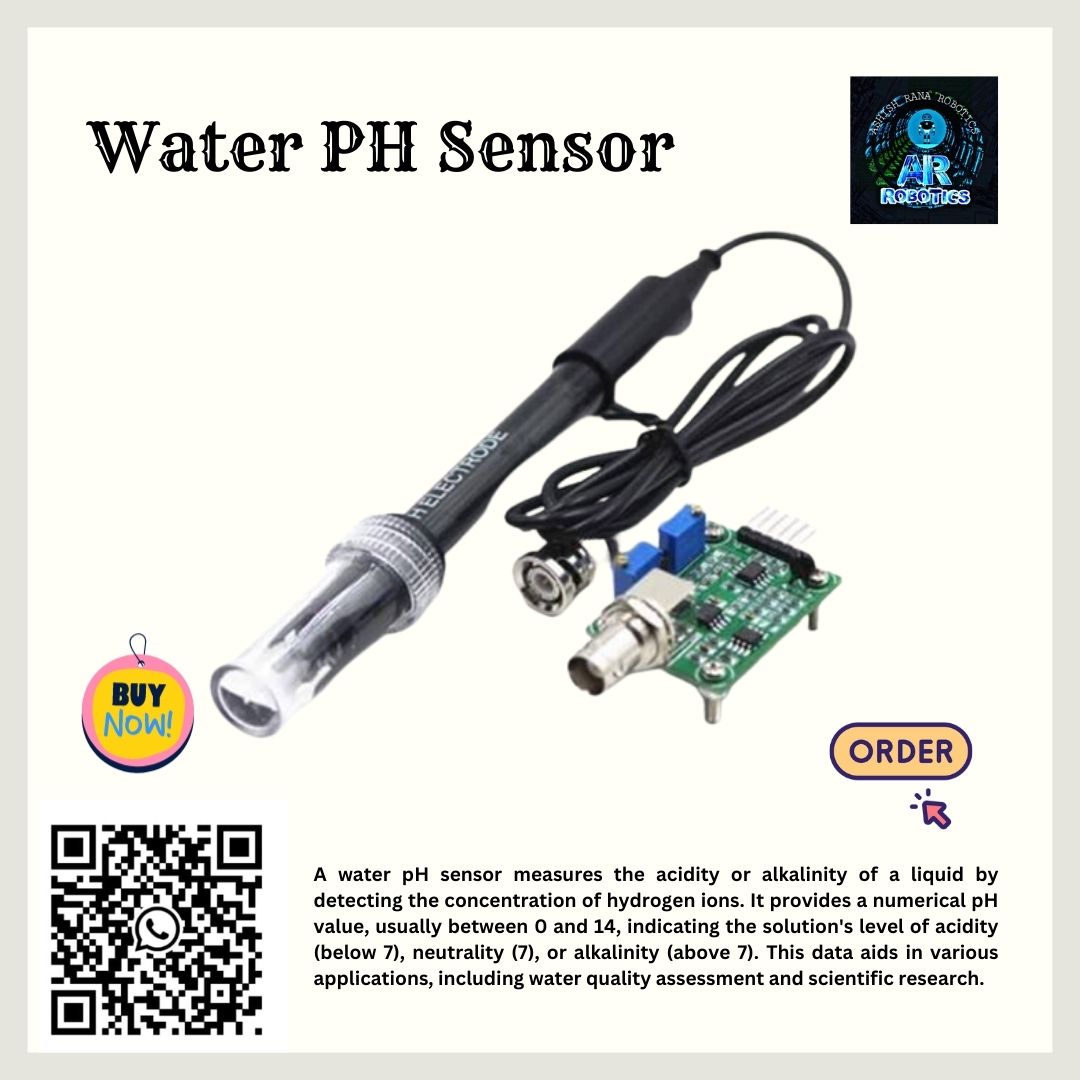 Water PH Sensor
ASHISH RANA ROBOTICS
AR
ROBOTICS
H ELECTRODE
BUY
NOW!
ORDER
A water pH sensor measures the acidity or alkalinity of a liquid by
detecting the concentration of hydrogen ions. It provides a numerical pH
value, usually between 0 and 14, indicating the solution's level of acidity
(below 7), neutrality (7), or alkalinity (above 7). This data aids in various
applications, including water quality assessment and scientific research.